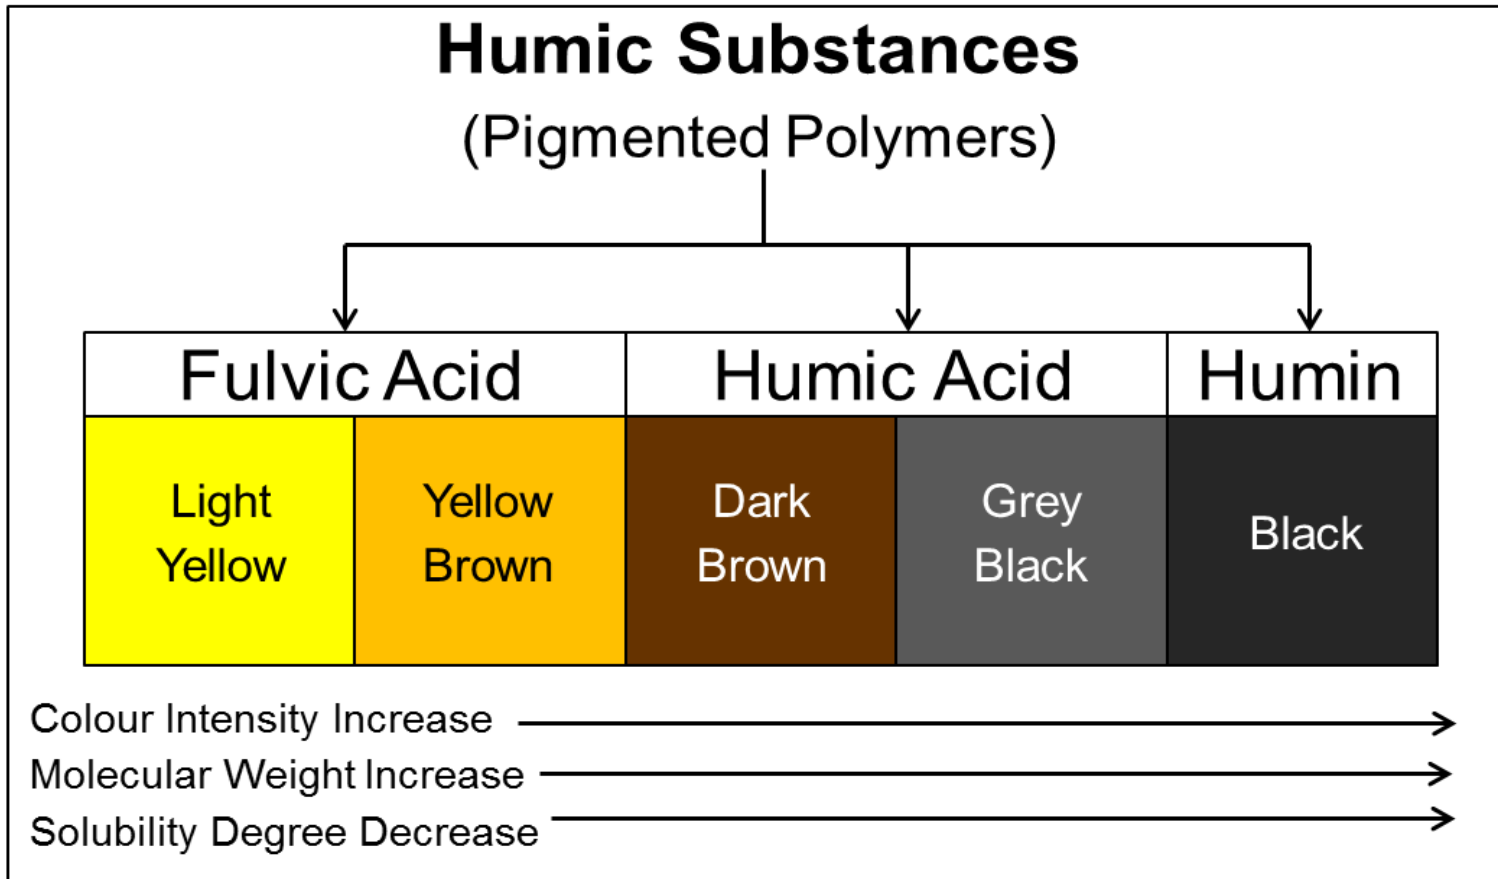 Humic Substances
(Pigmented Polymers)
Fulvic Acid
Humic Acid
Humin
Light
Yellow
Yellow
Brown
Dark
Brown
Grey
Black
Black
Colour Intensity Increase
Molecular Weight Increase
Solubility Degree Decrease